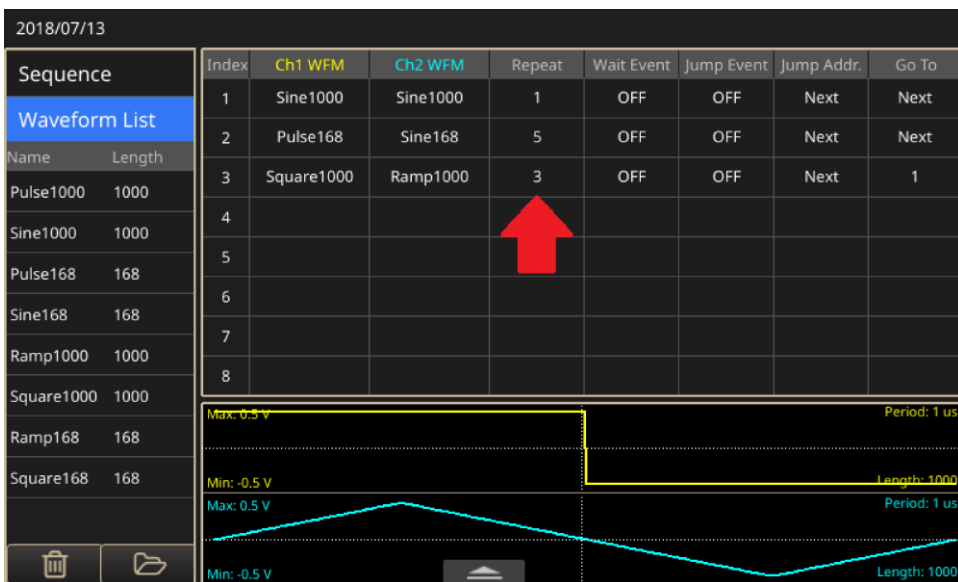 2018/07/13
Sequence
Waveform List
Name Length
Pulse1000 1000
Sine1000 1000
Pulse168 168
Sine168 168
Ramp1000 1000
Square1000 1000
Ramp168 168
Square168 168
Index Ch1 WFM Ch2 WFM Repeat Wait Event Jump Event Jump Addr. Go To
1 Sine1000 Sine1000 1 OFF OFF Next Next
2 Pulse168 Sine168 5 OFF OFF Next Next
3 Square1000 Ramp1000 3 OFF OFF Next 1
4
5
6
7
8
Max: 0.5 V Period: 1 us
Min: -0.5 V Length: 1000
Max: 0.5 V Period: 1 us
Min: -0.5 V Length: 1000